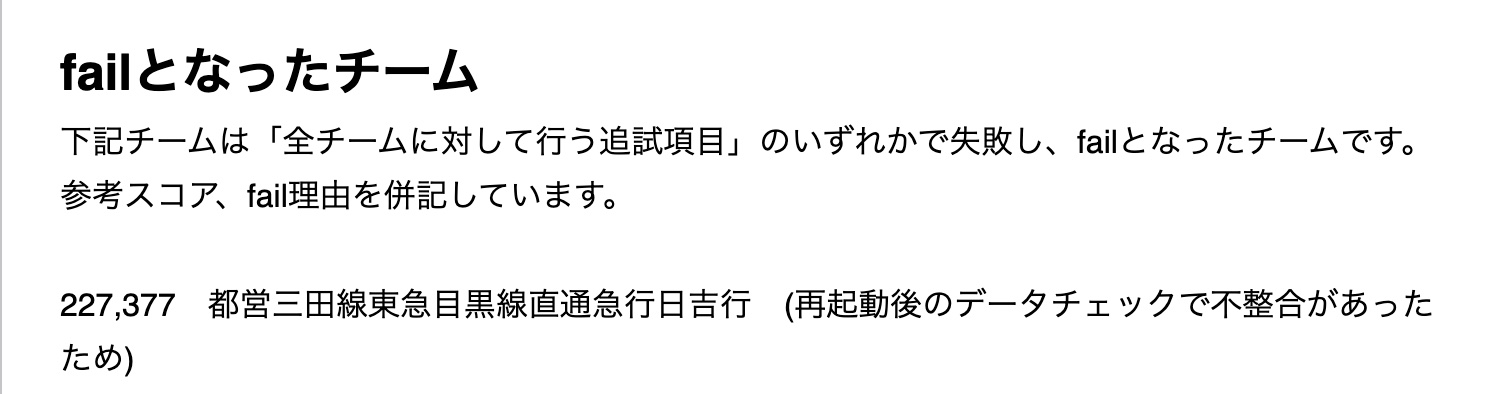 failとなったチーム
下記チームは「全チームに対して行う追試項目」のいずれかで失敗し、failとなったチームです。
参考スコア、fail理由を併記しています。
227,377　都営三田線東急目黒線直通急行日吉行　(再起動後のデータチェックで不整合があった
ため)